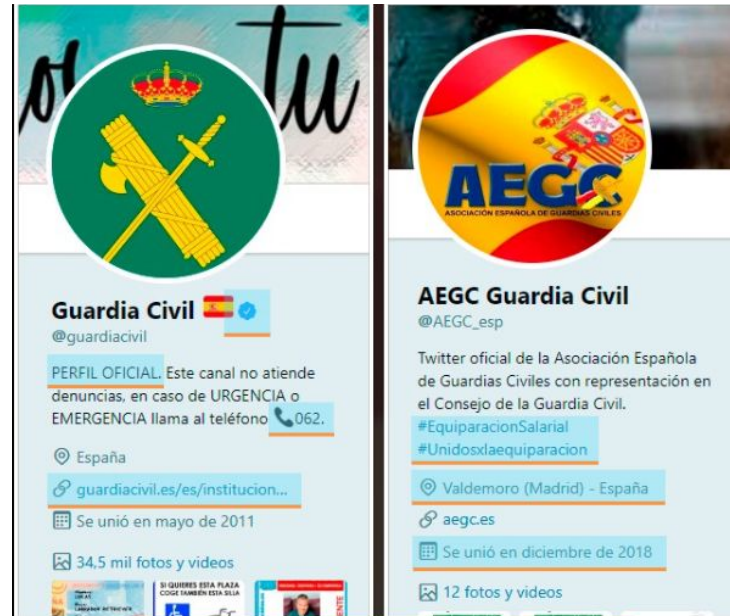 tu
Guardia Civil
@guardiacivil
PERFIL OFICIAL. Este canal no atiende
denuncias, en caso de URGENCIA o
EMERGENCIA llama al teléfono 062.
España
guardiacivil.es/es/institucion...
Se unió en mayo de 2011
34,5 mil fotos y videos
SI QUIERES ESTA PLAZA
COGE TAMBIÉN ESTA SILLA
AEGC
ASOCIACIÓN ESPAÑOLA DE GUARDIAS CIVILES
AEGC Guardia Civil
@AEGC_esp
Twitter oficial de la Asociación Española
de Guardias Civiles con representación en
el Consejo de la Guardia Civil.
#EquiparacionSalarial
#Unidosxlaequiparacion
Valdemoro (Madrid) - España
aegc.es
Se unió en diciembre de 2018
12 fotos y videos